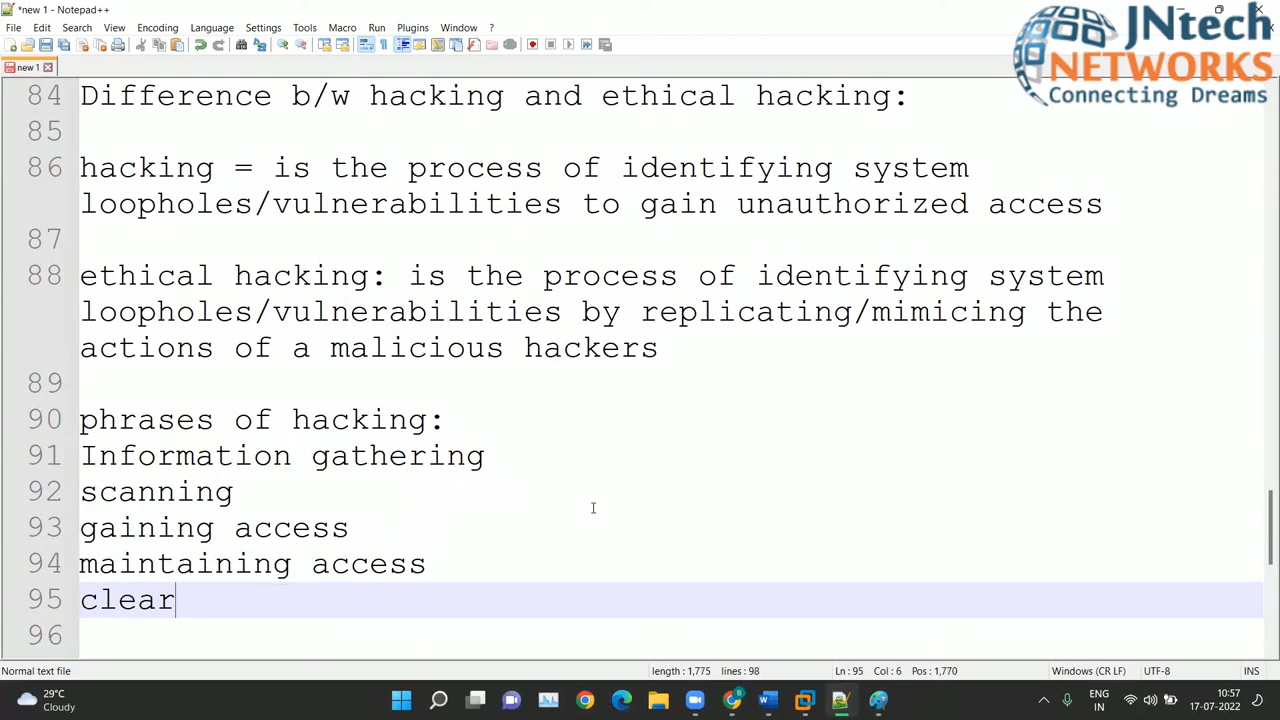 *new 1 - Notepad++
File Edit Search View Encoding Language Settings Tools Macro Run Plugins Window ?
new 1
JNtech
NETWORKS
Connecting Dreams
84 Difference b/w hacking and ethical hacking:
85
86 hacking = is the process of identifying system
loopholes/vulnerabilities to gain unauthorized access
87
88 ethical hacking: is the process of identifying system
loopholes/vulnerabilities by replicating/mimicing the
actions of a malicious hackers
89
90 phrases of hacking:
91 Information gathering
92 scanning
93 gaining access
94 maintaining access
95 clear
96
Normal text file length : 1,775 lines : 98 Ln : 95 Col : 6 Pos : 1,770 Windows (CR LF) UTF-8 INS
29°C
Cloudy
ENG
IN
10:57
17-07-2022